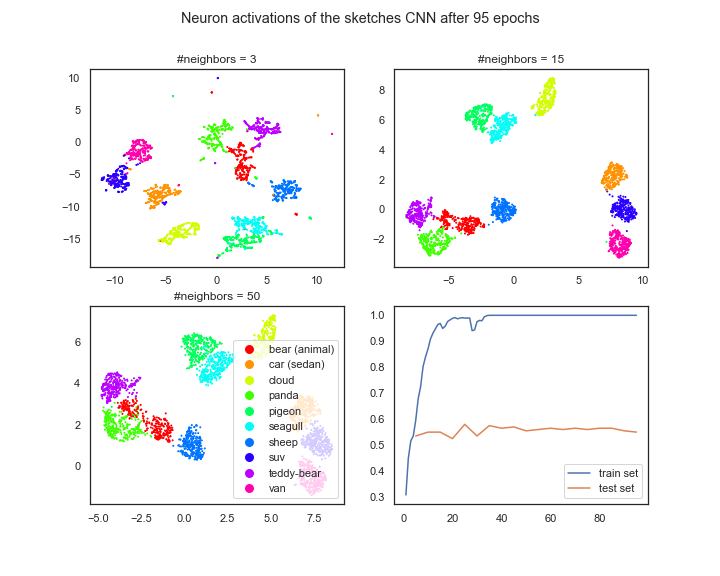 Neuron activations of the sketches CNN after 95 epochs
#neighbors = 3
10
5
0
−5
−10
−15
−10
−5
0
5
10
#neighbors = 15
8
6
4
2
0
−2
−5
0
5
10
#neighbors = 50
6
4
2
0
−5.0
−2.5
0.0
2.5
5.0
7.5
bear (animal)
car (sedan)
cloud
panda
pigeon
seagull
sheep
suv
teddy-bear
van
1.0
0.9
0.8
0.7
0.6
0.5
0.4
0.3
0
20
40
60
80
train set
test set